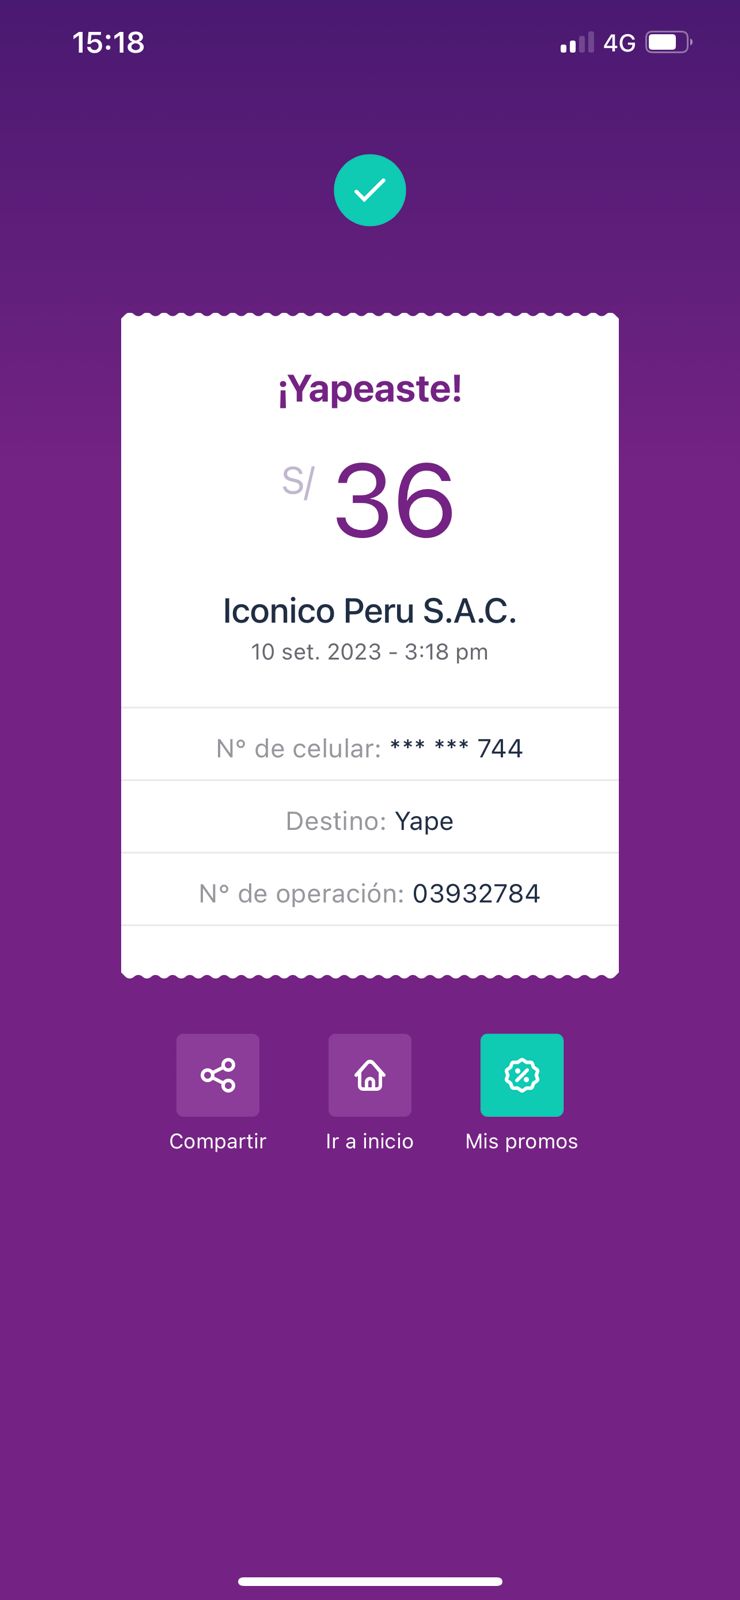 15:18
4G
¡Yapeaste!
S/ 36
Iconico Peru S.A.C.
10 set. 2023 - 3:18 pm
N° de celular: *** *** 744
Destino: Yape
N° de operación: 03932784
Compartir
Ir a inicio
Mis promos